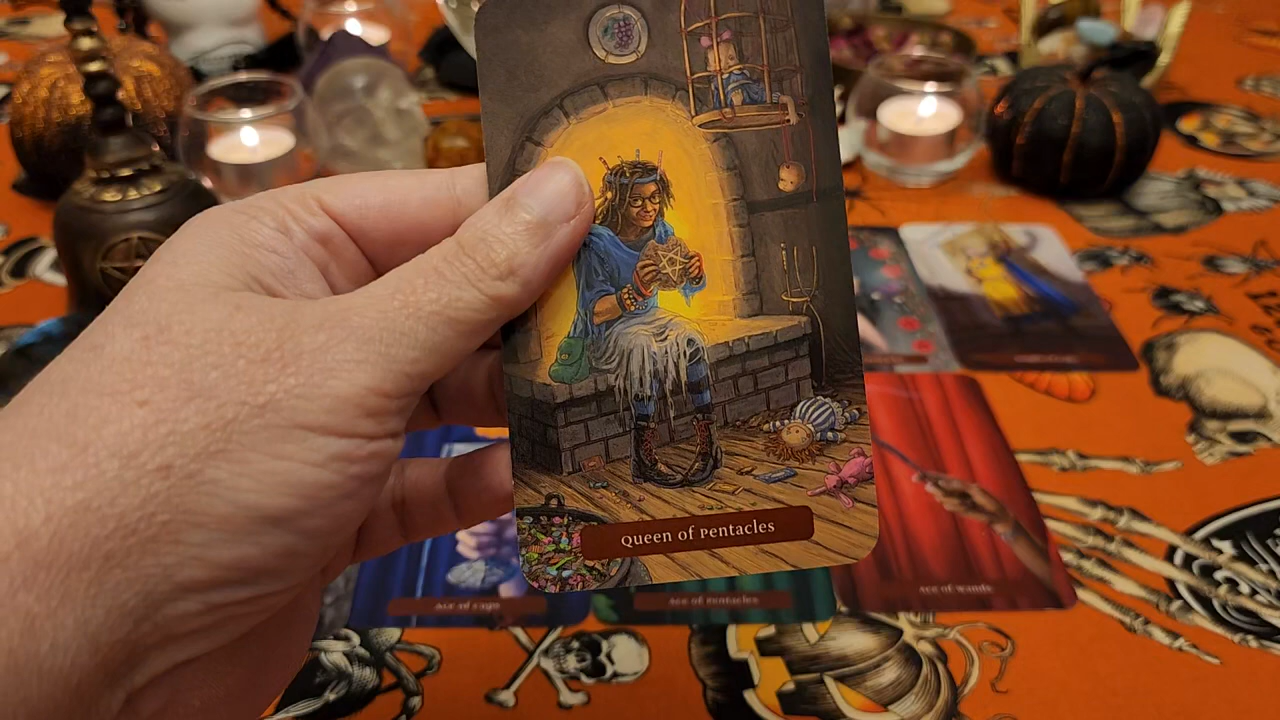 Queen of Pentacles
Ace of Cups
Ace of Pentacles
Ace of Wands